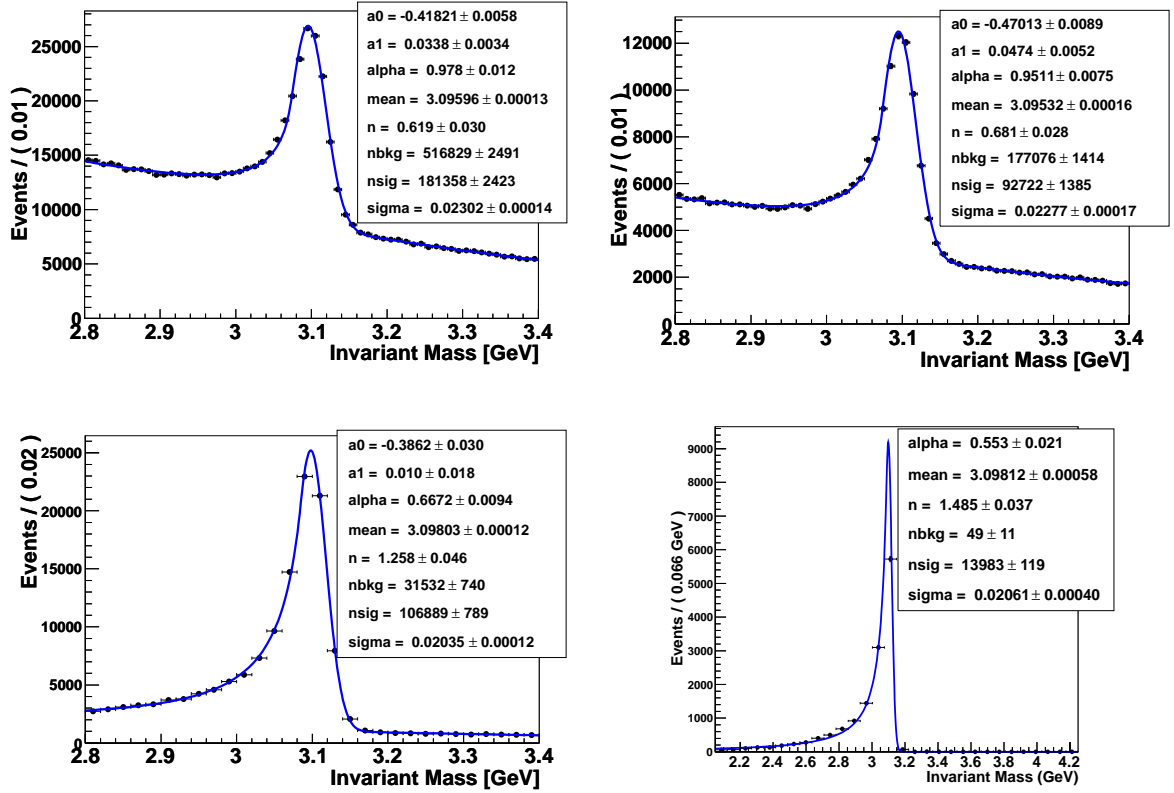 Events / ( 0.01 )
25000
20000
15000
10000
5000
0
2.8 2.9 3 3.1 3.2 3.3 3.4
Invariant Mass [GeV]
a0 = -0.41821 ± 0.0058
a1 = 0.0338 ± 0.0034
alpha = 0.978 ± 0.012
mean = 3.09596 ± 0.00013
n = 0.619 ± 0.030
nbkg = 516829 ± 2491
nsig = 181358 ± 2423
sigma = 0.02302 ± 0.00014
Events / ( 0.01 )
12000
10000
8000
6000
4000
2000
0
2.8 2.9 3 3.1 3.2 3.3 3.4
Invariant Mass [GeV]
a0 = -0.47013 ± 0.0089
a1 = 0.0474 ± 0.0052
alpha = 0.9511 ± 0.0075
mean = 3.09532 ± 0.00016
n = 0.681 ± 0.028
nbkg = 177076 ± 1414
nsig = 92722 ± 1385
sigma = 0.02277 ± 0.00017
Events / ( 0.02 )
25000
20000
15000
10000
5000
0
2.8 2.9 3 3.1 3.2 3.3 3.4
Invariant Mass [GeV]
a0 = -0.3862 ± 0.030
a1 = 0.010 ± 0.018
alpha = 0.6672 ± 0.0094
mean = 3.09803 ± 0.00012
n = 1.258 ± 0.046
nbkg = 31532 ± 740
nsig = 106889 ± 789
sigma = 0.02035 ± 0.00012
Events / ( 0.066 GeV )
9000
8000
7000
6000
5000
4000
3000
2000
1000
0
2.2 2.4 2.6 2.8 3 3.2 3.4 3.6 3.8 4 4.2
Invariant Mass (GeV)
alpha = 0.553 ± 0.021
mean = 3.09812 ± 0.00058
n = 1.485 ± 0.037
nbkg = 49 ± 11
nsig = 13983 ± 119
sigma = 0.02061 ± 0.00040